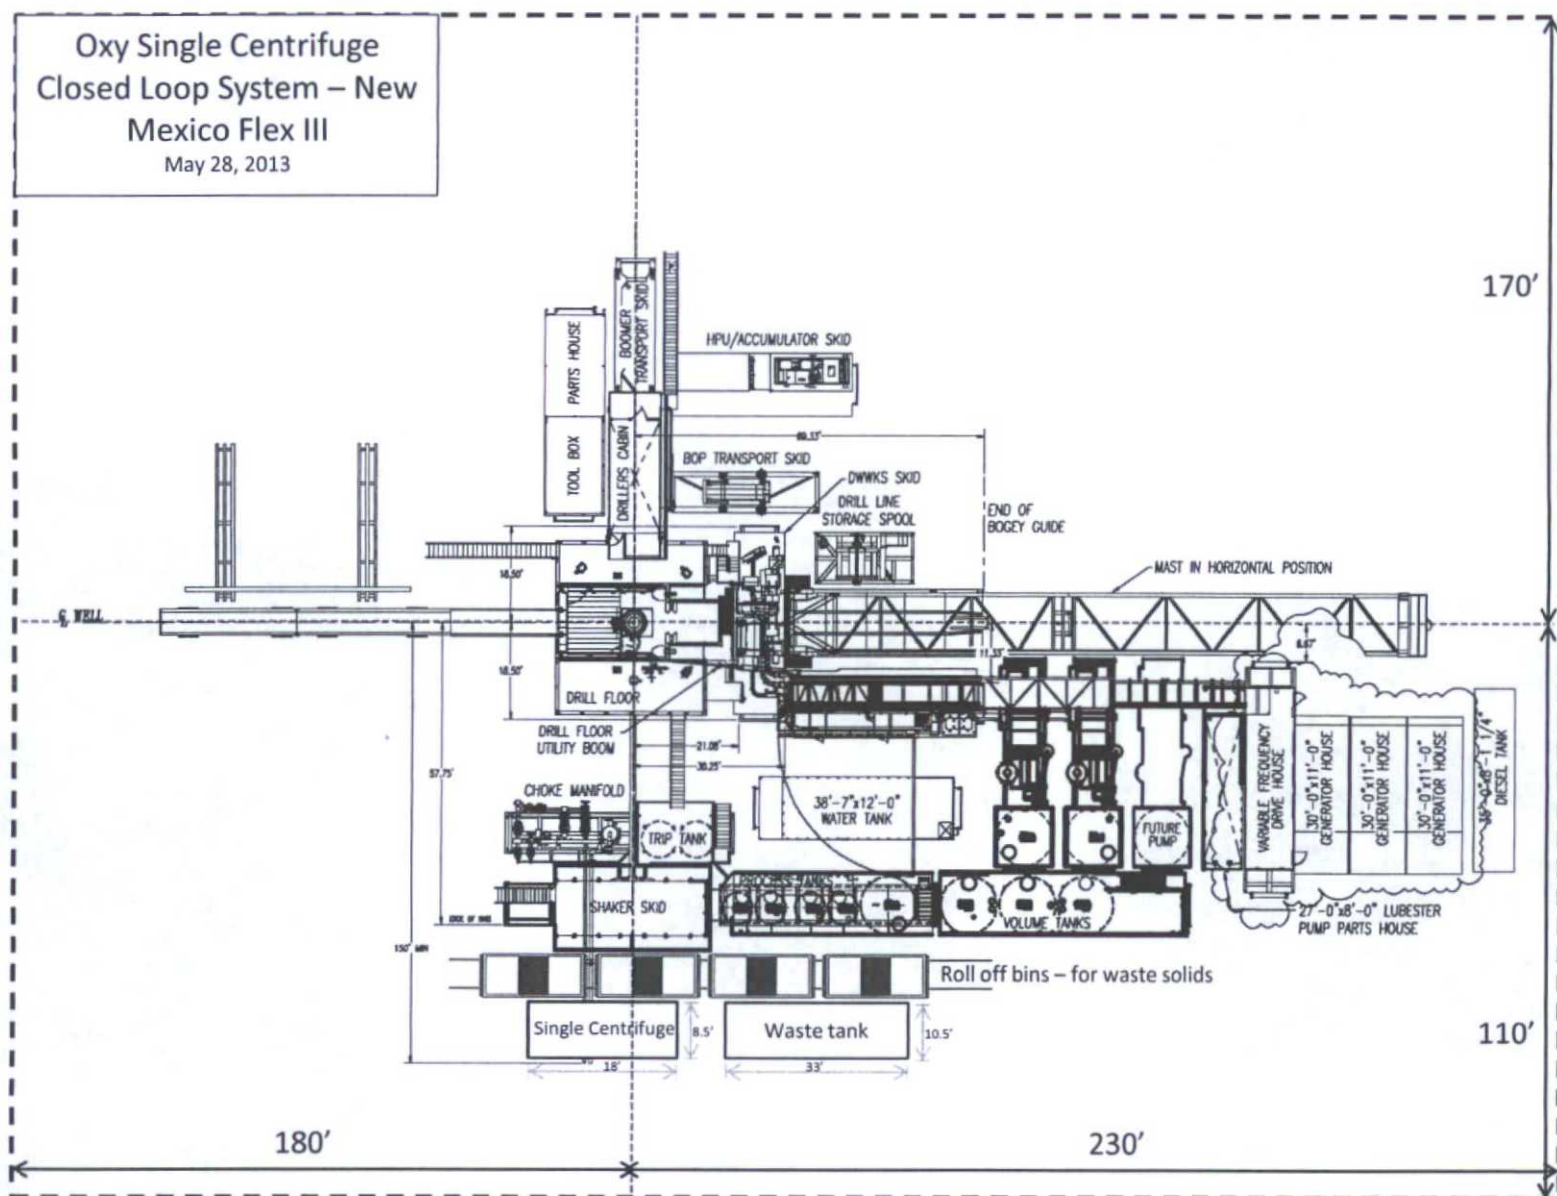 Oxy Single Centrifuge
Closed Loop System – New
Mexico Flex III
May 28, 2013
170'
BOOMER
TRANSPORT SKID
PARTS HOUSE
HPU/ACCUMULATOR SKID
TOOL BOX
DRILLERS CABIN
BOP TRANSPORT SKID
DWWKS SKID
DRILL LINE
STORAGE SPOOL
END OF
BOGEY GUIDE
MAST IN HORIZONTAL POSITION
WELL
18.50'
18.50'
11.33'
DRILL FLOOR
DRILL FLOOR
UTILITY BOOM
57.75'
CHOKE MANIFOLD
TRIP TANK
38'-7"x12'-0"
WATER TANK
FUTURE
PUMP
VARIABLE FREQUENCY
DRIVE HOUSE
30'-0"x11'-0"
GENERATOR HOUSE
30'-0"x11'-0"
GENERATOR HOUSE
30'-0"x11'-0"
GENERATOR HOUSE
DIESEL TANK
PROCESS TANKS
SHAKER SKID
VOLUME TANKS
27'-0"x8'-0" LUBESTER
PUMP PARTS HOUSE
150' MIN
Roll off bins – for waste solids
Single Centrifuge
8.5'
Waste tank
10.5'
18'
33'
110'
180'
230'